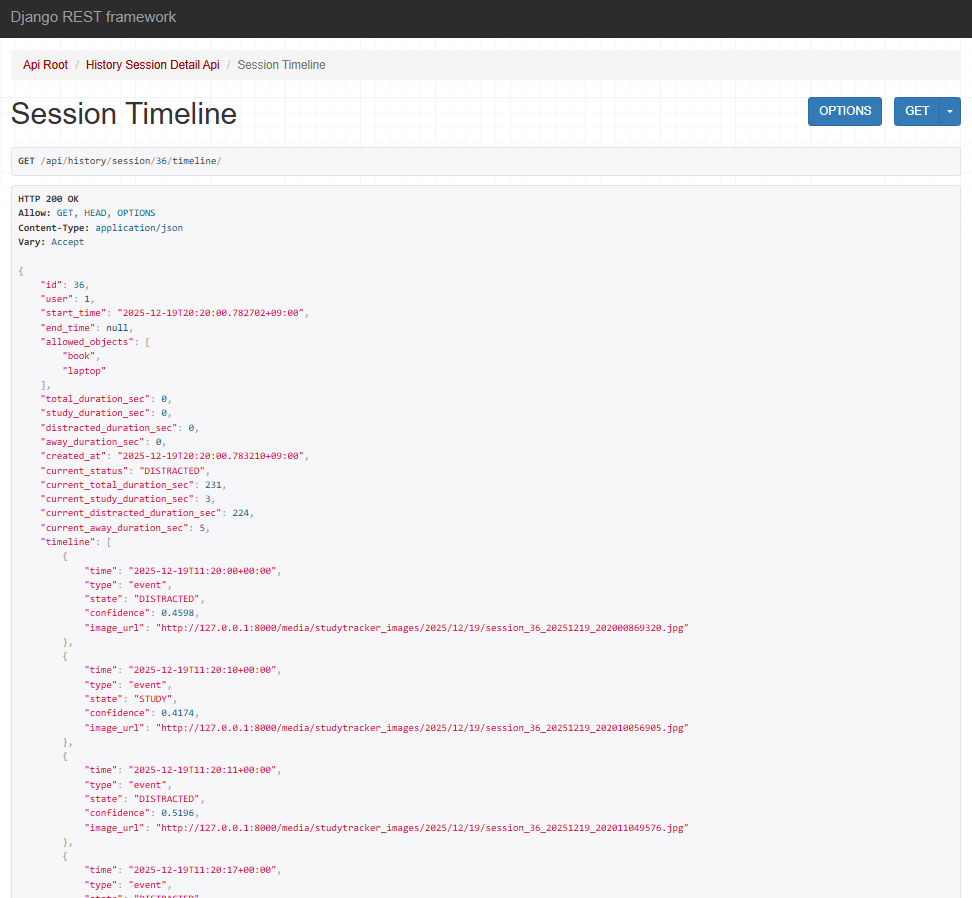 Django REST framework
Api Root / History Session Detail Api / Session Timeline
Session Timeline
OPTIONS GET
GET /api/history/session/36/timeline/
HTTP 200 OK
Allow: GET, HEAD, OPTIONS
Content-Type: application/json
Vary: Accept
{
"id": 36,
"user": 1,
"start_time": "2025-12-19T20:20:00.782702+09:00",
"end_time": null,
"allowed_objects": [
"book",
"laptop"
],
"total_duration_sec": 0,
"study_duration_sec": 0,
"distracted_duration_sec": 0,
"away_duration_sec": 0,
"created_at": "2025-12-19T20:20:00.783210+09:00",
"current_status": "DISTRACTED",
"current_total_duration_sec": 231,
"current_study_duration_sec": 3,
"current_distracted_duration_sec": 224,
"current_away_duration_sec": 5,
"timeline": [
{
"time": "2025-12-19T11:20:00+00:00",
"type": "event",
"state": "DISTRACTED",
"confidence": 0.4598,
"image_url": "http://127.0.0.1:8000/media/studytracker_images/2025/12/19/session_36_20251219_202000869320.jpg"
},
{
"time": "2025-12-19T11:20:10+00:00",
"type": "event",
"state": "STUDY",
"confidence": 0.4174,
"image_url": "http://127.0.0.1:8000/media/studytracker_images/2025/12/19/session_36_20251219_202010056905.jpg"
},
{
"time": "2025-12-19T11:20:11+00:00",
"type": "event",
"state": "DISTRACTED",
"confidence": 0.5196,
"image_url": "http://127.0.0.1:8000/media/studytracker_images/2025/12/19/session_36_20251219_202011049576.jpg"
},
{
"time": "2025-12-19T11:20:17+00:00",
"type": "event",
"state": "DISTRACTED",